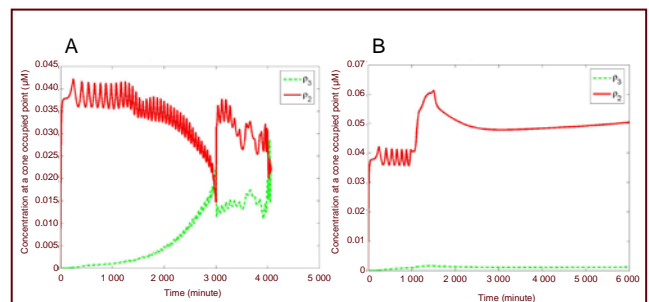 A
Concentration at a cone occupied point (µM)
0.045
0.04
0.035
0.03
0.025
0.02
0.015
0.01
0.005
0
0 1 000 2 000 3 000 4 000 5 000
Time (minute)
ρ3
ρ2
B
Concentration at a cone occupied point (µM)
0.07
0.06
0.05
0.04
0.03
0.02
0.01
0
0 1 000 2 000 3 000 4 000 5 000 6 000
Time (minute)
ρ3
ρ2